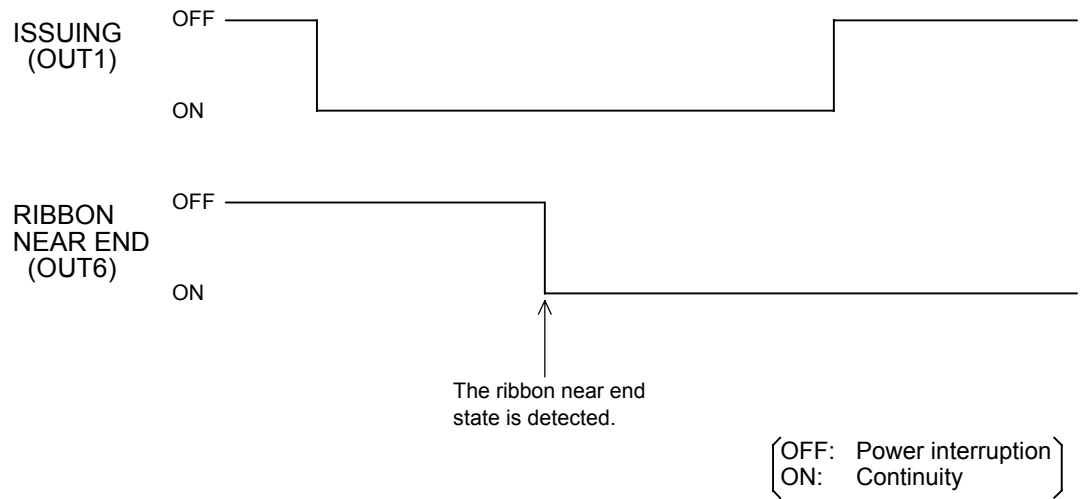 ISSUING
(OUT1)
OFF
ON
RIBBON
NEAR END
(OUT6)
OFF
ON
The ribbon near end
state is detected.
OFF: Power interruption
ON: Continuity